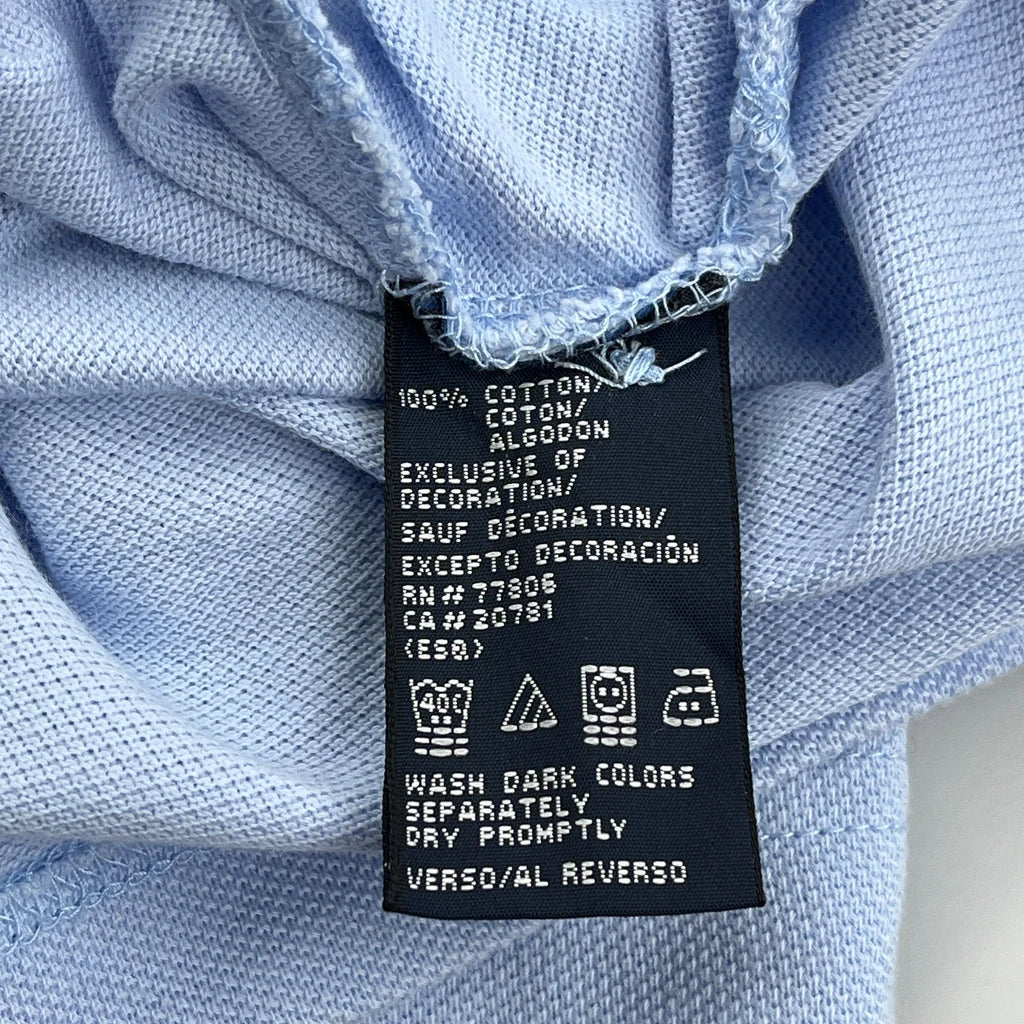 100% COTTON/
COTON/
ALGODON
EXCLUSIVE OF
DECORATION/
SAUF DÉCORATION/
EXCEPTO DECORACIÓN
RN# 77806
CA# 20781
(ESQ)
40C
WASH DARK COLORS
SEPARATELY
DRY PROMPTLY
VERSO/AL REVERSO